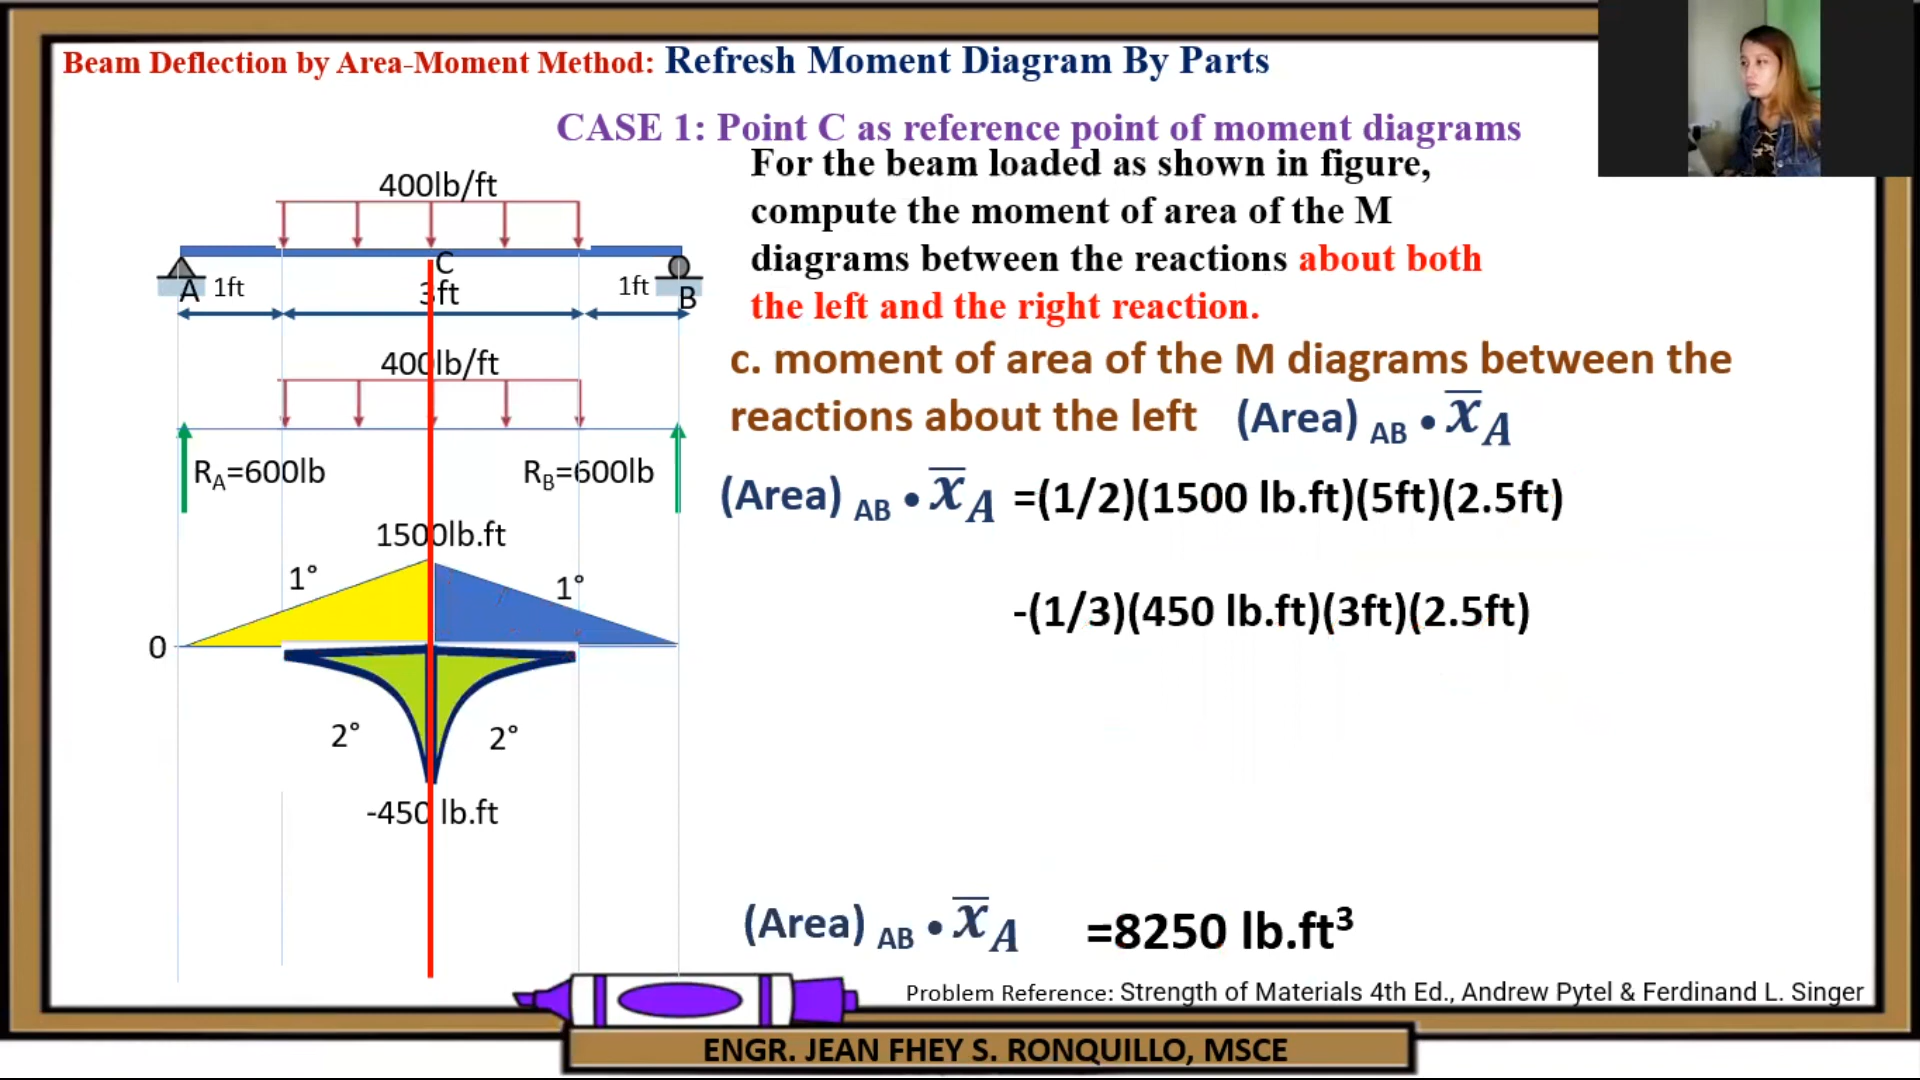 Beam Deflection by Area-Moment Method: Refresh Moment Diagram By Parts
CASE 1: Point C as reference point of moment diagrams
For the beam loaded as shown in figure,
compute the moment of area of the M
diagrams between the reactions about both
the left and the right reaction.
400lb/ft
C
A 1ft 3ft 1ft B
400lb/ft
R_A=600lb R_B=600lb
1500lb.ft
1° 1°
0
2° 2°
-450 lb.ft
c. moment of area of the M diagrams between the
reactions about the left (Area) AB • x̄_A
(Area) AB • x̄_A =(1/2)(1500 lb.ft)(5ft)(2.5ft)
-(1/3)(450 lb.ft)(3ft)(2.5ft)
(Area) AB • x̄_A =8250 lb.ft³
Problem Reference: Strength of Materials 4th Ed., Andrew Pytel & Ferdinand L. Singer
ENGR. JEAN FHEY S. RONQUILLO, MSCE